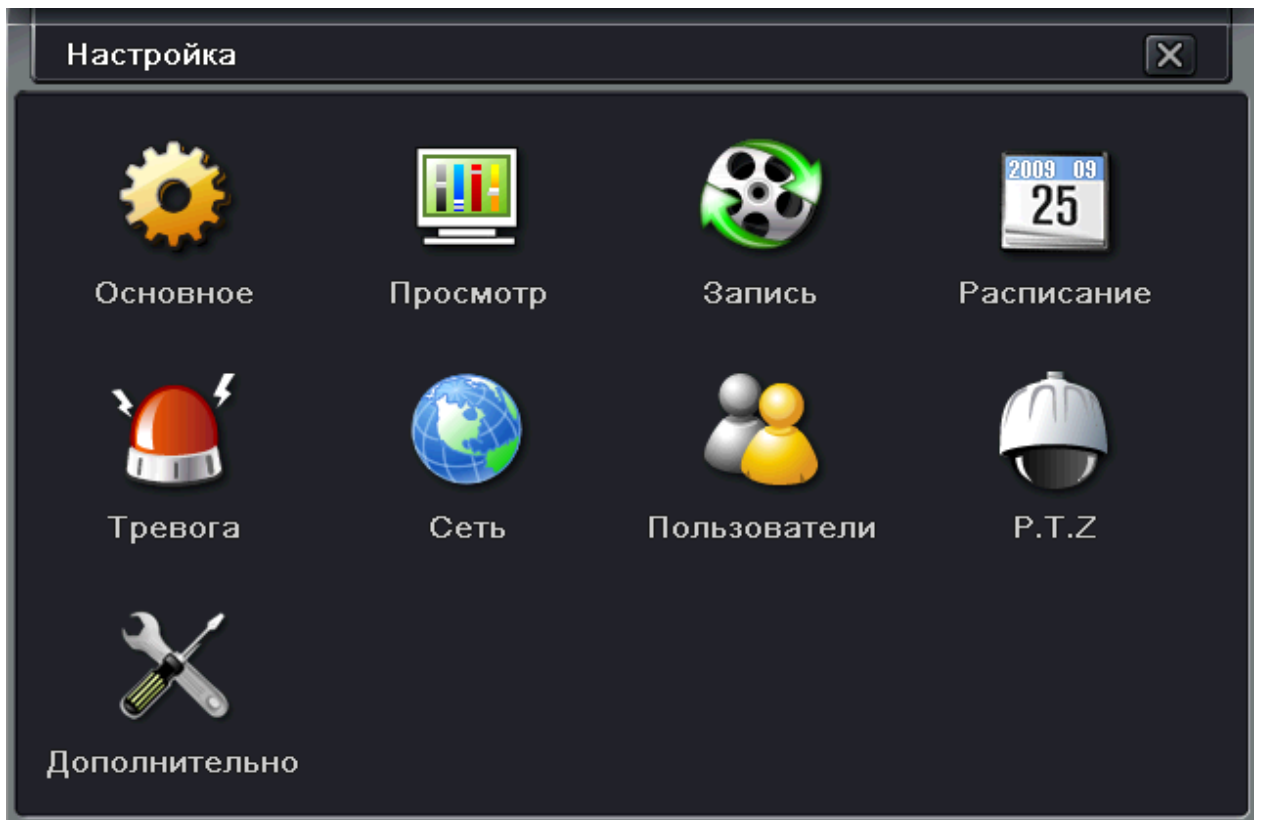 Настройка
2009 09
25
Основное Просмотр Запись Расписание
Тревога Сеть Пользователи P.T.Z
Дополнительно